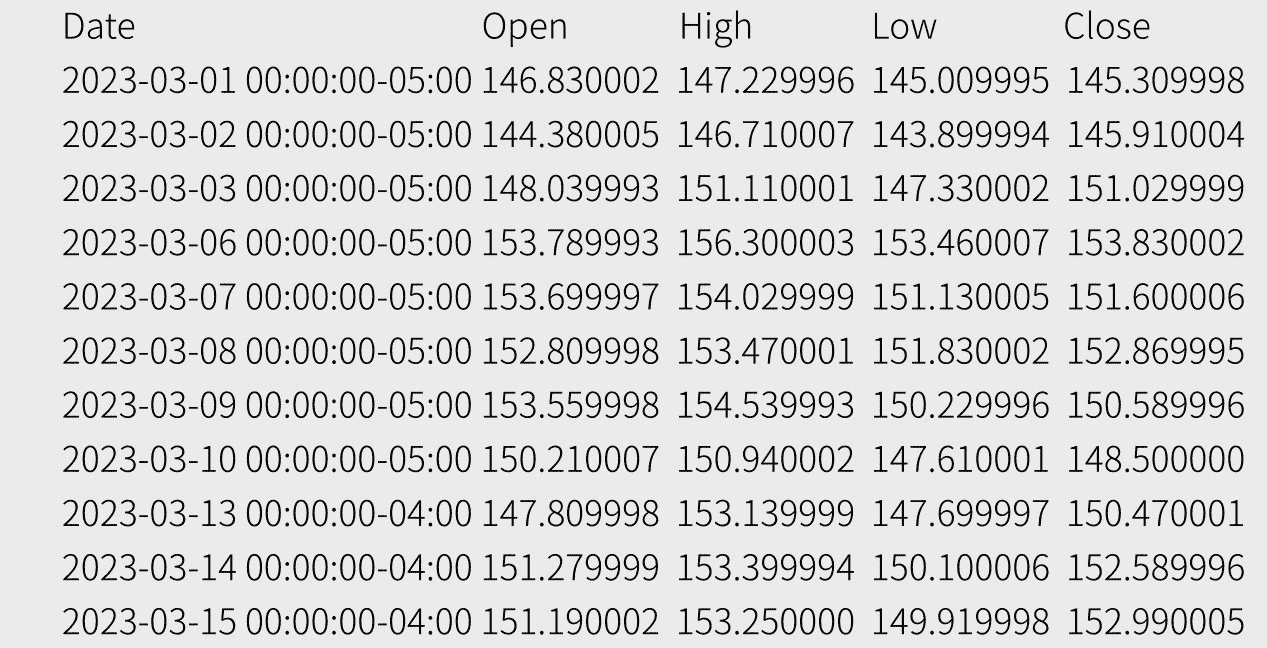 Date Open High Low Close
2023-03-01 00:00:00-05:00 146.830002 147.229996 145.009995 145.309998
2023-03-02 00:00:00-05:00 144.380005 146.710007 143.899994 145.910004
2023-03-03 00:00:00-05:00 148.039993 151.110001 147.330002 151.029999
2023-03-06 00:00:00-05:00 153.789993 156.300003 153.460007 153.830002
2023-03-07 00:00:00-05:00 153.699997 154.029999 151.130005 151.600006
2023-03-08 00:00:00-05:00 152.809998 153.470001 151.830002 152.869995
2023-03-09 00:00:00-05:00 153.559998 154.539993 150.229996 150.589996
2023-03-10 00:00:00-05:00 150.210007 150.940002 147.610001 148.500000
2023-03-13 00:00:00-04:00 147.809998 153.139999 147.699997 150.470001
2023-03-14 00:00:00-04:00 151.279999 153.399994 150.100006 152.589996
2023-03-15 00:00:00-04:00 151.190002 153.250000 149.919998 152.990005